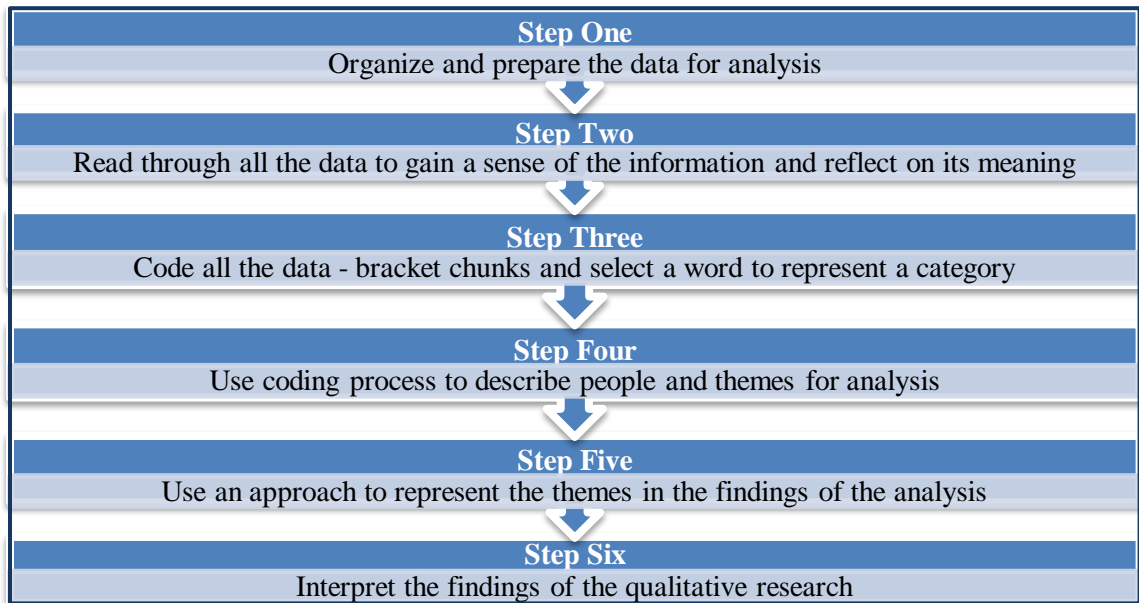 Step One
Organize and prepare the data for analysis
Step Two
Read through all the data to gain a sense of the information and reflect on its meaning
Step Three
Code all the data - bracket chunks and select a word to represent a category
Step Four
Use coding process to describe people and themes for analysis
Step Five
Use an approach to represent the themes in the findings of the analysis
Step Six
Interpret the findings of the qualitative research